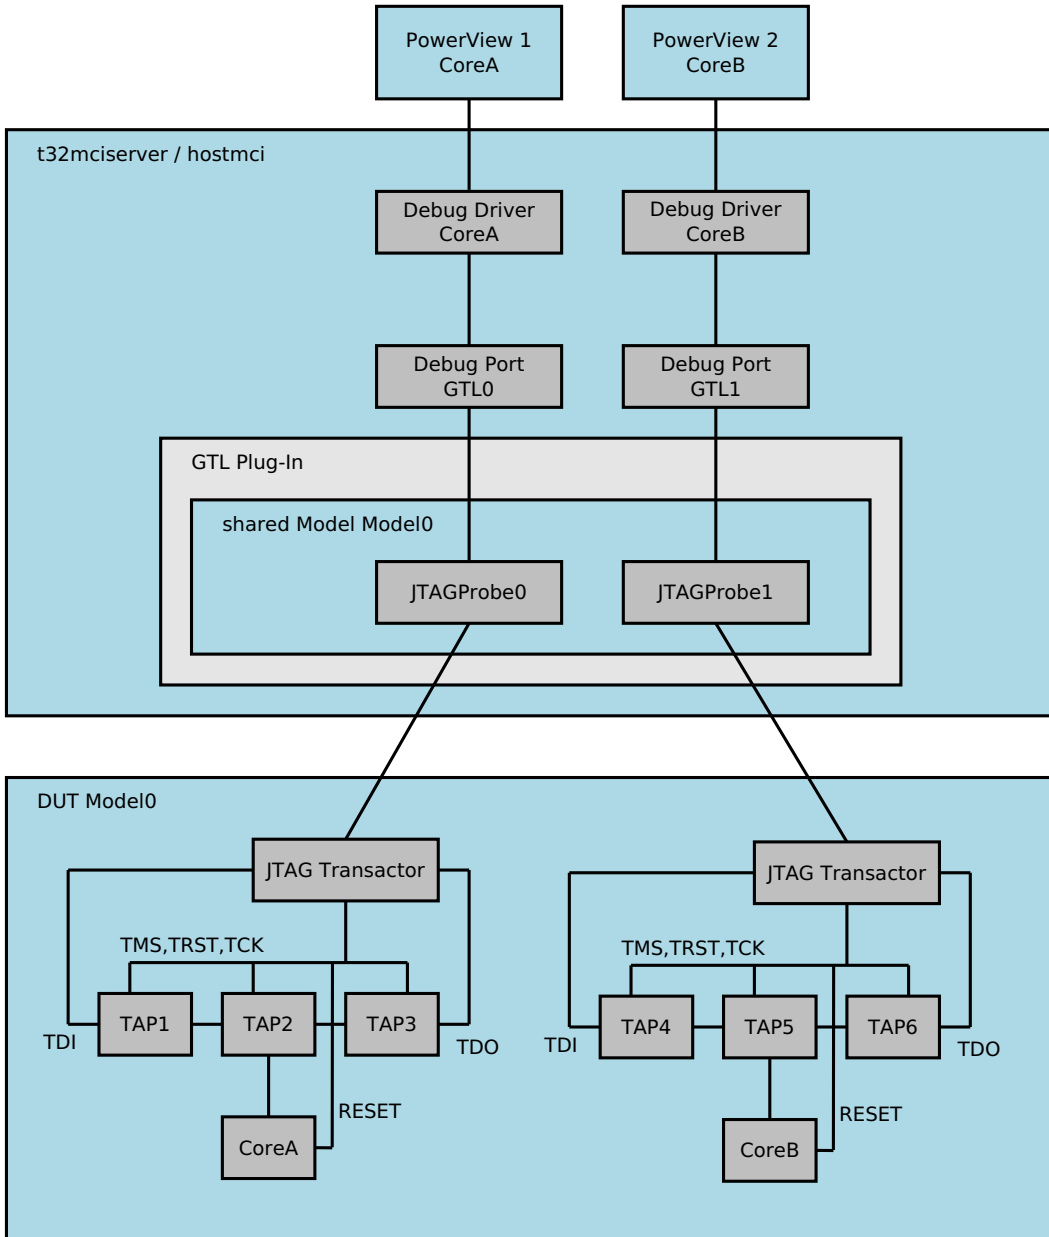 PowerView 1
CoreA
PowerView 2
CoreB
t32mciserver / hostmci
Debug Driver
CoreA
Debug Driver
CoreB
Debug Port
GTL0
Debug Port
GTL1
GTL Plug-In
shared Model Model0
JTAGProbe0
JTAGProbe1
DUT Model0
JTAG Transactor
JTAG Transactor
TMS,TRST,TCK
TMS,TRST,TCK
TAP1
TAP2
TAP3
TAP4
TAP5
TAP6
TDI
TDO
TDI
TDO
RESET
RESET
CoreA
CoreB